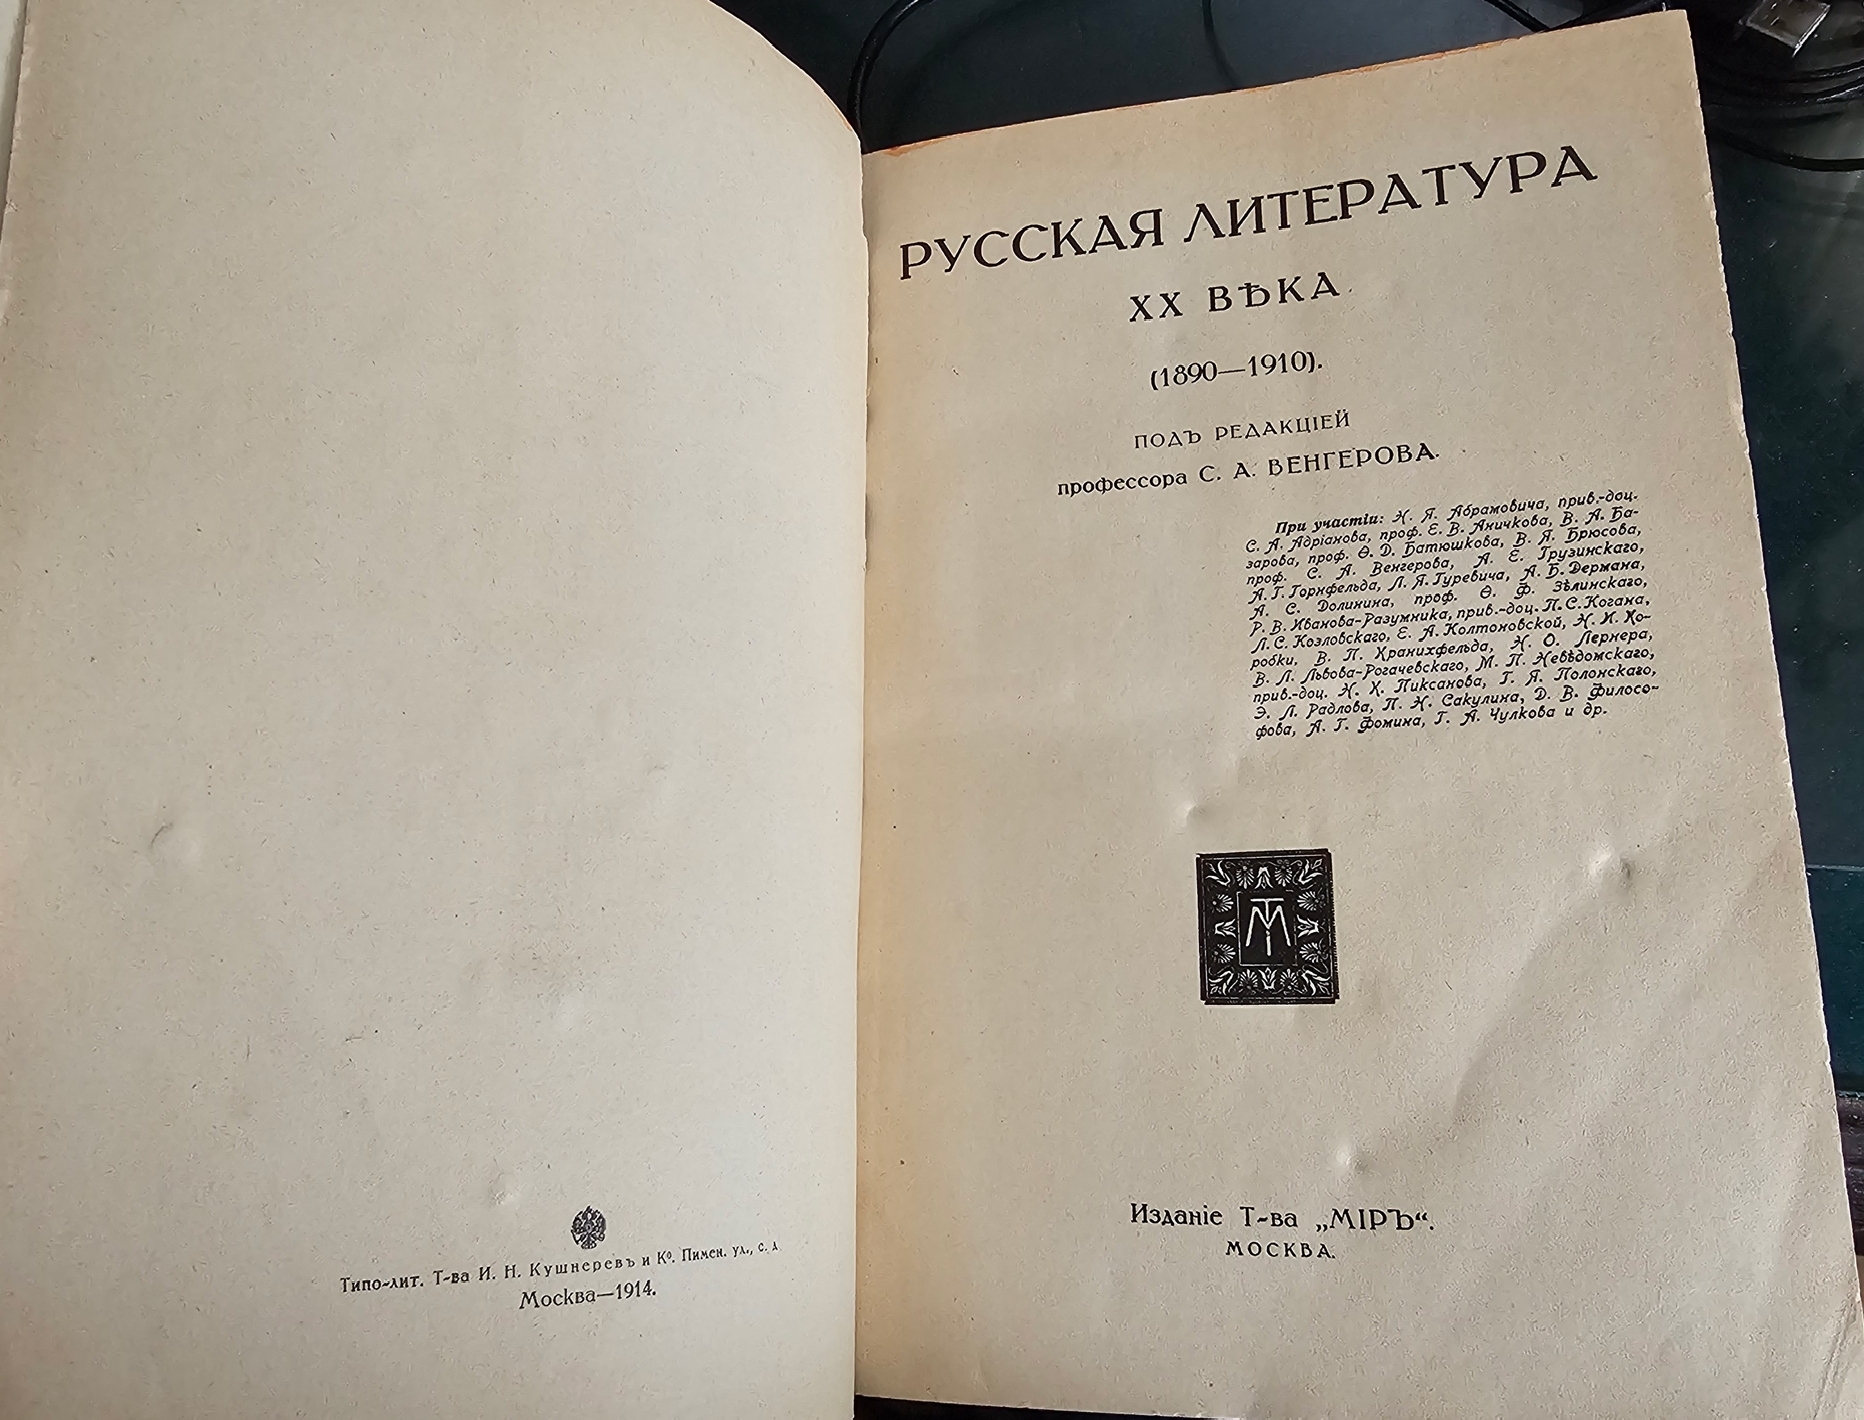 Типо-лит. Т-ва И. Н. Кушнеревъ и Ко. Пимен. ул., с. д.
Москва—1914.
РУССКАЯ ЛИТЕРАТУРА
XX ВѢКА
(1890—1910).
ПОДЪ РЕДАКЦІЕЙ
профессора С. А. ВЕНГЕРОВА.
При участіи: Н. Я. Абрамовича, прив.-доц.
С. А. Адріанова, проф. Е. В. Аничкова, В. А. Ба-
зарова, проф. Ѳ. Д. Батюшкова, В. Я. Брюсова,
проф. С. А. Венгерова, А. Е. Грузинскаго,
А. Г. Горнфельда, Л. Я. Гуревича, А. Б. Дермана,
А. С. Долинина, проф. Ѳ. Ф. Зѣлинскаго,
Р. В. Иванова-Разумника, прив.-доц. П. С. Когана,
Л. С. Козловскаго, Е. А. Колтоновской, Н. И. Ко-
робки, В. П. Кранихфельда, Н. О. Лернера,
В. Л. Львова-Рогачевскаго, М. П. Невѣдомскаго,
прив.-доц. Н. К. Пиксанова, Г. Я. Полонскаго,
Э. Л. Радлова, П. Н. Сакулина, Д. В. Филосо-
фова, А. Г. Фомина, Г. А. Чулкова и др.
ТМ
Изданіе Т-ва „МІРЪ“.
МОСКВА.